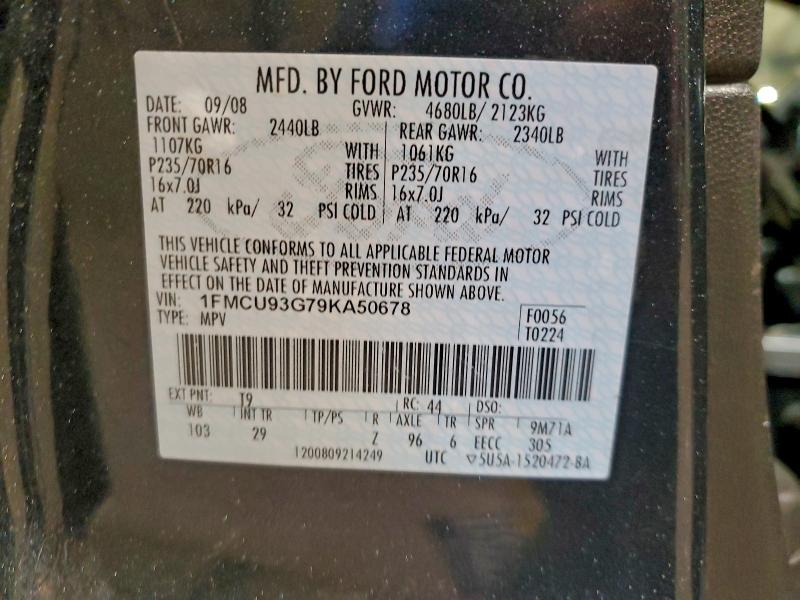 MFD. BY FORD MOTOR CO.
DATE: 09/08 GVWR: 4680LB/ 2123KG
FRONT GAWR: 2440LB REAR GAWR: 2340LB
1107KG WITH 1061KG WITH
P235/70R16 TIRES P235/70R16 TIRES
16x7.0J RIMS 16x7.0J RIMS
AT 220 kPa/ 32 PSI COLD AT 220 kPa/ 32 PSI COLD
THIS VEHICLE CONFORMS TO ALL APPLICABLE FEDERAL MOTOR
VEHICLE SAFETY AND THEFT PREVENTION STANDARDS IN
EFFECT ON THE DATE OF MANUFACTURE SHOWN ABOVE.
VIN: 1FMCU93G79KA50678
TYPE: MPV
F0056
T0224
EXT PNT: T9 RC: 44 DSO:
WB INT TR TP/PS R AXLE TR SPR 9M71A
103 29 Z 96 6 EECC 305
1200809214249 UTC ▽5U5A-1520472-BA